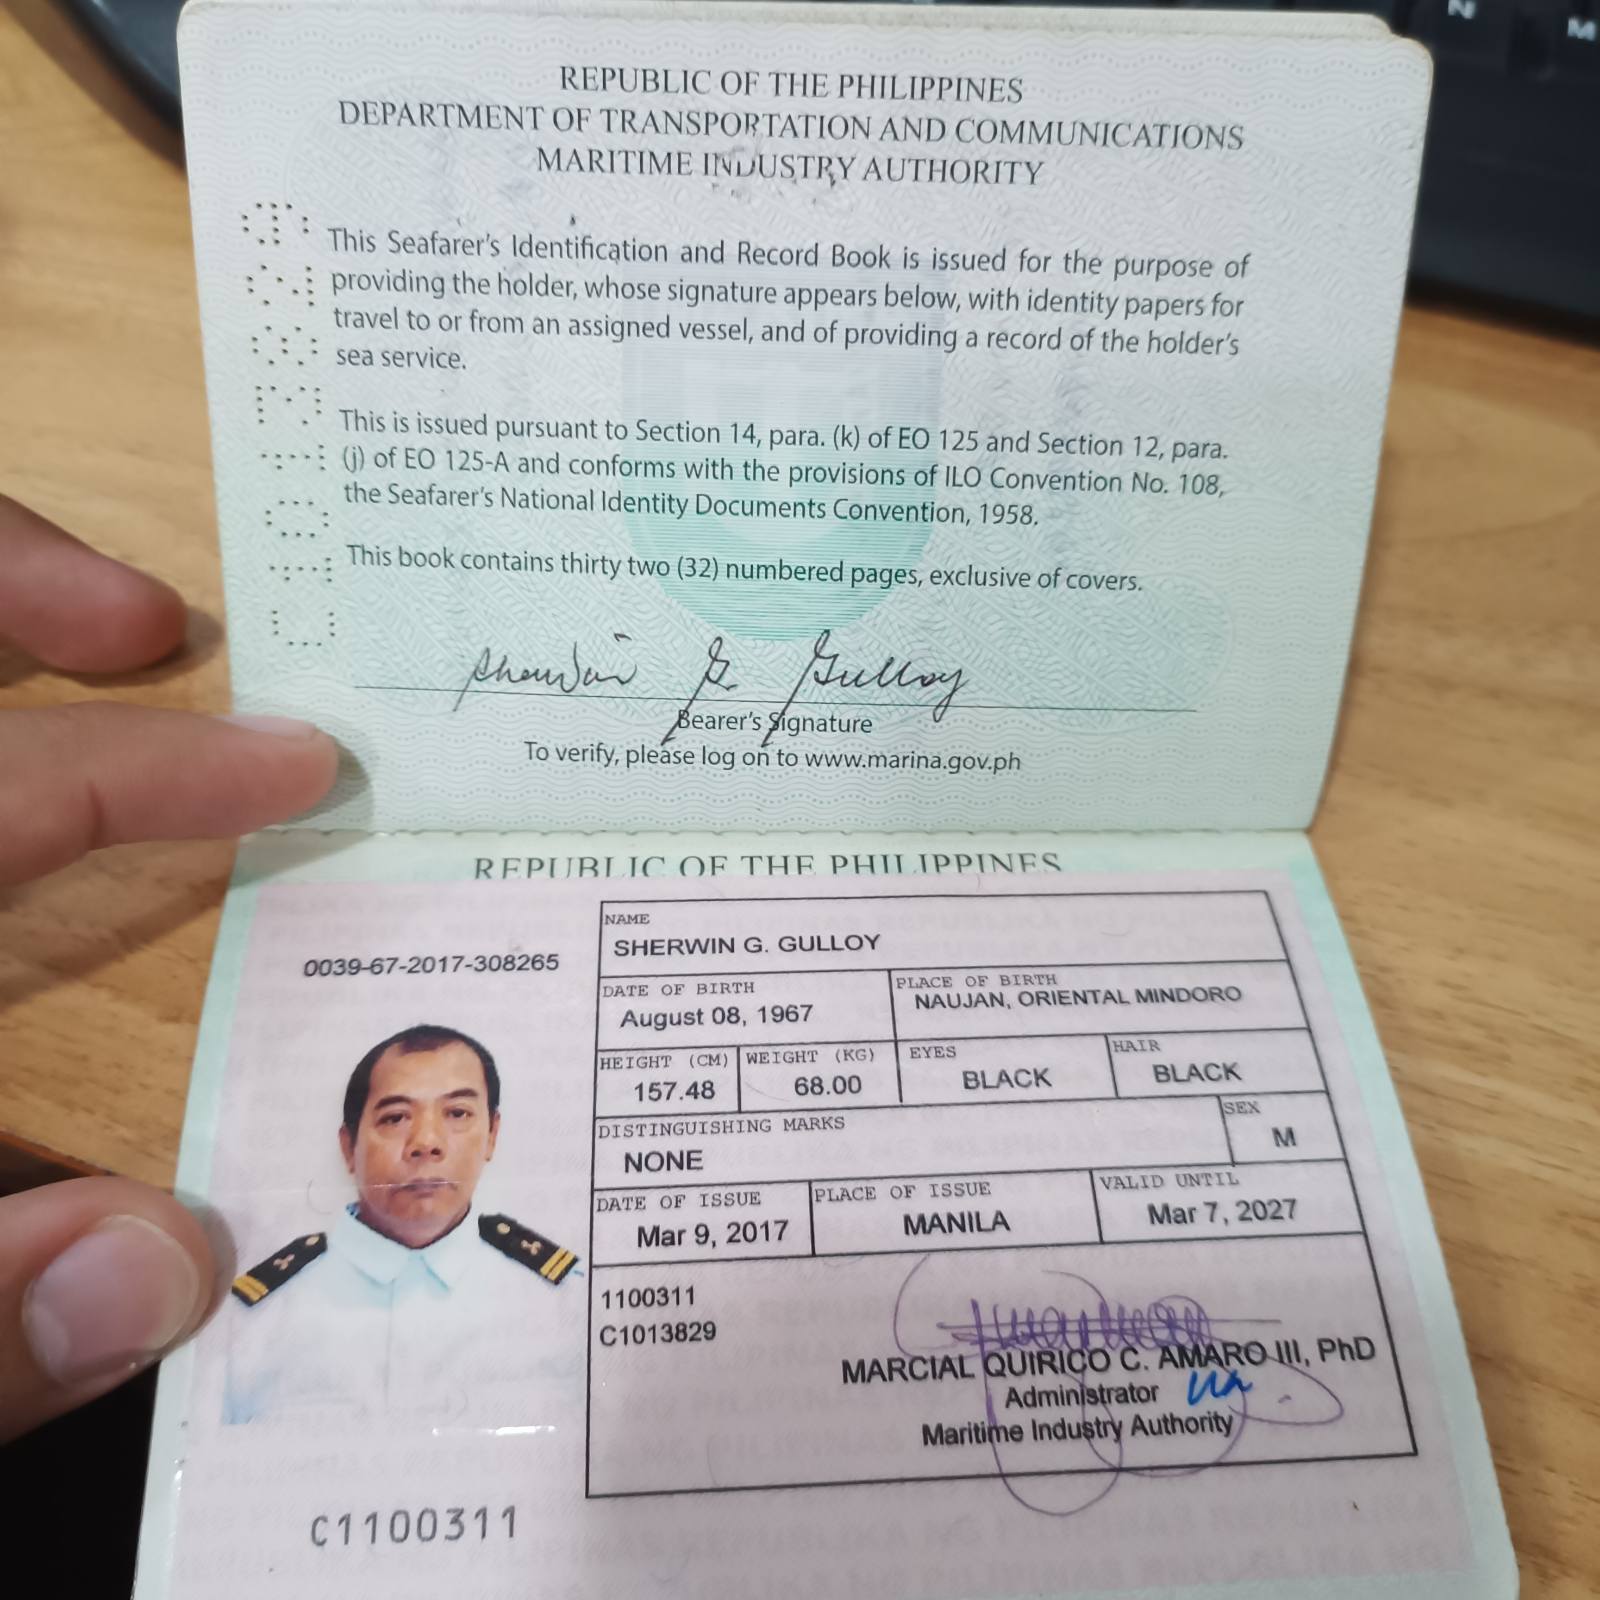 REPUBLIC OF THE PHILIPPINES
DEPARTMENT OF TRANSPORTATION AND COMMUNICATIONS
MARITIME INDUSTRY AUTHORITY
This Seafarer's Identification and Record Book is issued for the purpose of
providing the holder, whose signature appears below, with identity papers for
travel to or from an assigned vessel, and of providing a record of the holder's
sea service.
This is issued pursuant to Section 14, para. (k) of EO 125 and Section 12, para.
(j) of EO 125-A and conforms with the provisions of ILO Convention No. 108,
the Seafarer's National Identity Documents Convention, 1958.
This book contains thirty two (32) numbered pages, exclusive of covers.
Sherwin G. Gulloy
Bearer's Signature
To verify, please log on to www.marina.gov.ph
REPUBLIC OF THE PHILIPPINES
0039-67-2017-308265
NAME
SHERWIN G. GULLOY
DATE OF BIRTH PLACE OF BIRTH
August 08, 1967 NAUJAN, ORIENTAL MINDORO
HEIGHT (CM) WEIGHT (KG) EYES HAIR
157.48 68.00 BLACK BLACK
DISTINGUISHING MARKS SEX
NONE M
DATE OF ISSUE PLACE OF ISSUE VALID UNTIL
Mar 9, 2017 MANILA Mar 7, 2027
1100311
C1013829
MARCIAL QUIRICO C. AMARO III, PhD
Administrator
Maritime Industry Authority
C1100311
N M